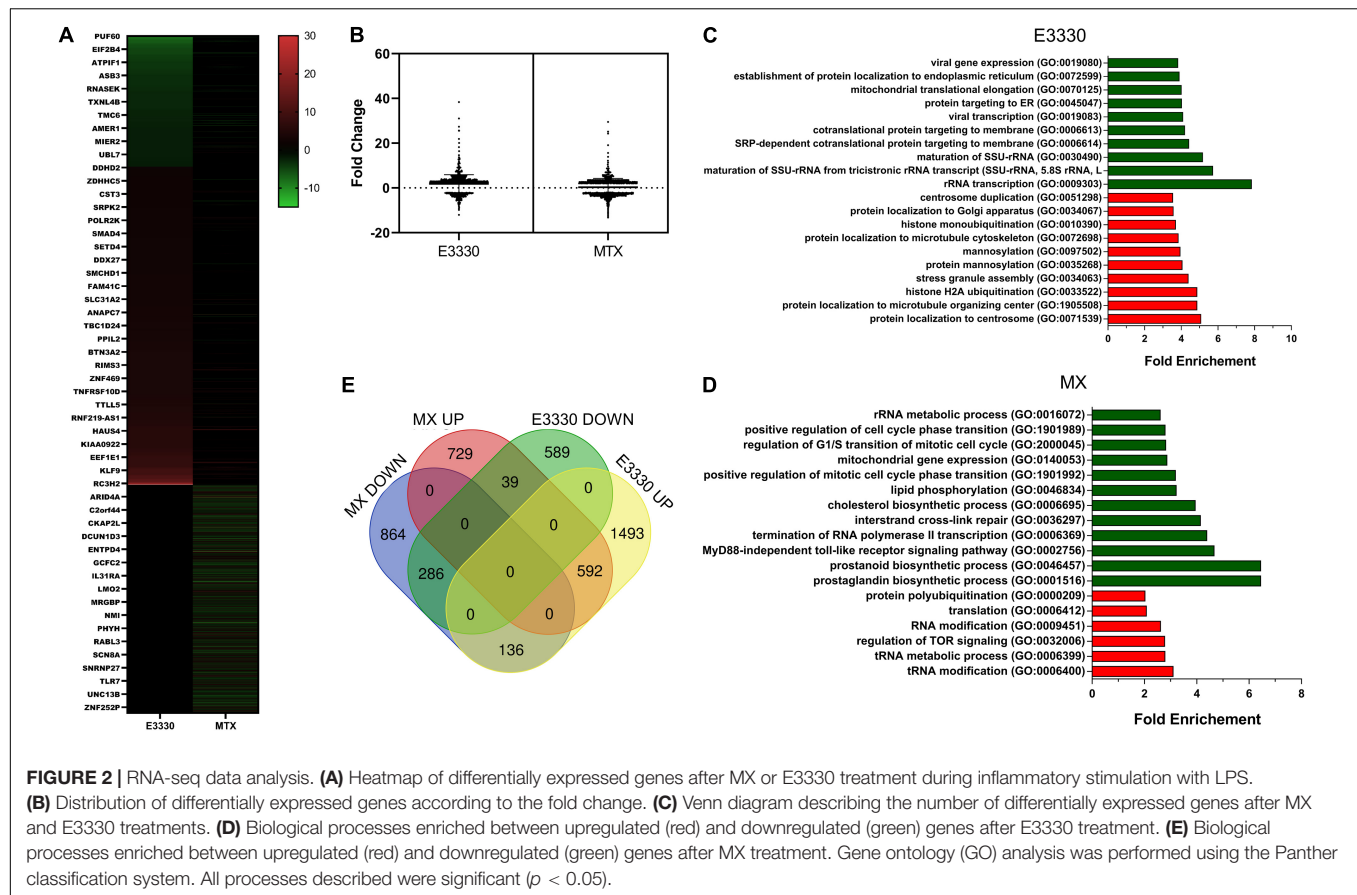 A
PUF60
EIF2B4
ATPIF1
ASB3
RNASEK
TXNL4B
TMC6
AMER1
MIER2
UBL7
DDHD2
ZDHHC5
CST3
SRPK2
POLR2K
SMAD4
SETD4
DDX27
SMCHD1
FAM41C
SLC31A2
ANAPC7
TBC1D24
PPIL2
BTN3A2
RIMS3
ZNF469
TNFRSF10D
TTLL5
RNF219-AS1
HAUS4
KIAA0922
EEF1E1
KLF9
RC3H2
ARID4A
C2orf44
CKAP2L
DCUN1D3
ENTPD4
GCFC2
IL31RA
LMO2
MRGBP
NMI
PHYH
RABL3
SCN8A
SNRNP27
TLR7
UNC13B
ZNF252P
E3330 MTX
30
20
10
0
-10
B
Fold Change
60
40
20
0
-20
E3330 MTX
C
E3330
viral gene expression (GO:0019080)
establishment of protein localization to endoplasmic reticulum (GO:0072599)
mitochondrial translational elongation (GO:0070125)
protein targeting to ER (GO:0045047)
viral transcription (GO:0019083)
cotranslational protein targeting to membrane (GO:0006613)
SRP-dependent cotranslational protein targeting to membrane (GO:0006614)
maturation of SSU-rRNA (GO:0030490)
maturation of SSU-rRNA from tricistronic rRNA transcript (SSU-rRNA, 5.8S rRNA, L
rRNA transcription (GO:0009303)
centrosome duplication (GO:0051298)
protein localization to Golgi apparatus (GO:0034067)
histone monoubiquitination (GO:0010390)
protein localization to microtubule cytoskeleton (GO:0072698)
mannosylation (GO:0097502)
protein mannosylation (GO:0035268)
stress granule assembly (GO:0034063)
histone H2A ubiquitination (GO:0033522)
protein localization to microtubule organizing center (GO:1905508)
protein localization to centrosome (GO:0071539)
0 2 4 6 8 10
Fold Enrichement
E
MX DOWN
MX UP
E3330 DOWN
E3330 UP
729
589
0
39
0
864
0
1493
286
0
592
0
0
136
D
MX
rRNA metabolic process (GO:0016072)
positive regulation of cell cycle phase transition (GO:1901989)
regulation of G1/S transition of mitotic cell cycle (GO:2000045)
mitochondrial gene expression (GO:0140053)
positive regulation of mitotic cell cycle phase transition (GO:1901992)
lipid phosphorylation (GO:0046834)
cholesterol biosynthetic process (GO:0006695)
interstrand cross-link repair (GO:0036297)
termination of RNA polymerase II transcription (GO:0006369)
MyD88-independent toll-like receptor signaling pathway (GO:0002756)
prostanoid biosynthetic process (GO:0046457)
prostaglandin biosynthetic process (GO:0001516)
protein polyubiquitination (GO:0000209)
translation (GO:0006412)
RNA modification (GO:0009451)
regulation of TOR signaling (GO:0032006)
tRNA metabolic process (GO:0006399)
tRNA modification (GO:0006400)
0 2 4 6 8
Fold Enrichement
FIGURE 2 | RNA-seq data analysis. (A) Heatmap of differentially expressed genes after MX or E3330 treatment during inflammatory stimulation with LPS.
(B) Distribution of differentially expressed genes according to the fold change. (C) Venn diagram describing the number of differentially expressed genes after MX
and E3330 treatments. (D) Biological processes enriched between upregulated (red) and downregulated (green) genes after E3330 treatment. (E) Biological
processes enriched between upregulated (red) and downregulated (green) genes after MX treatment. Gene ontology (GO) analysis was performed using the Panther
classification system. All processes described were significant (p < 0.05).